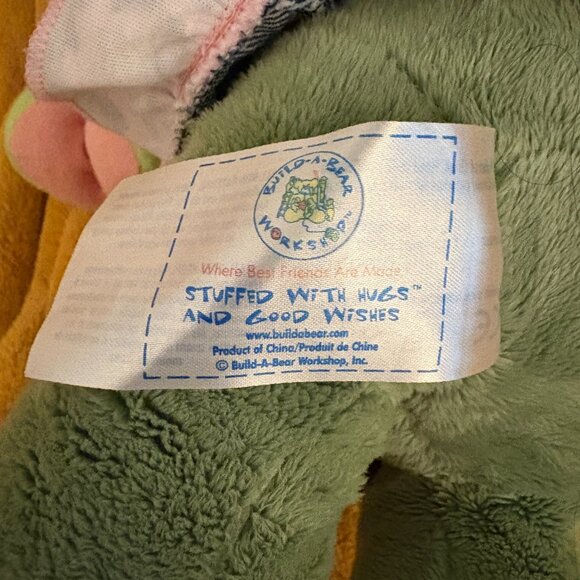 BUILD-A-BEAR
WORKSHOP
Where Best Friends Are Made
STUFFED WITH HUGS™
AND GOOD WISHES
www.buildabear.com
Product of China/Produit de Chine
© Build-A-Bear Workshop, Inc.